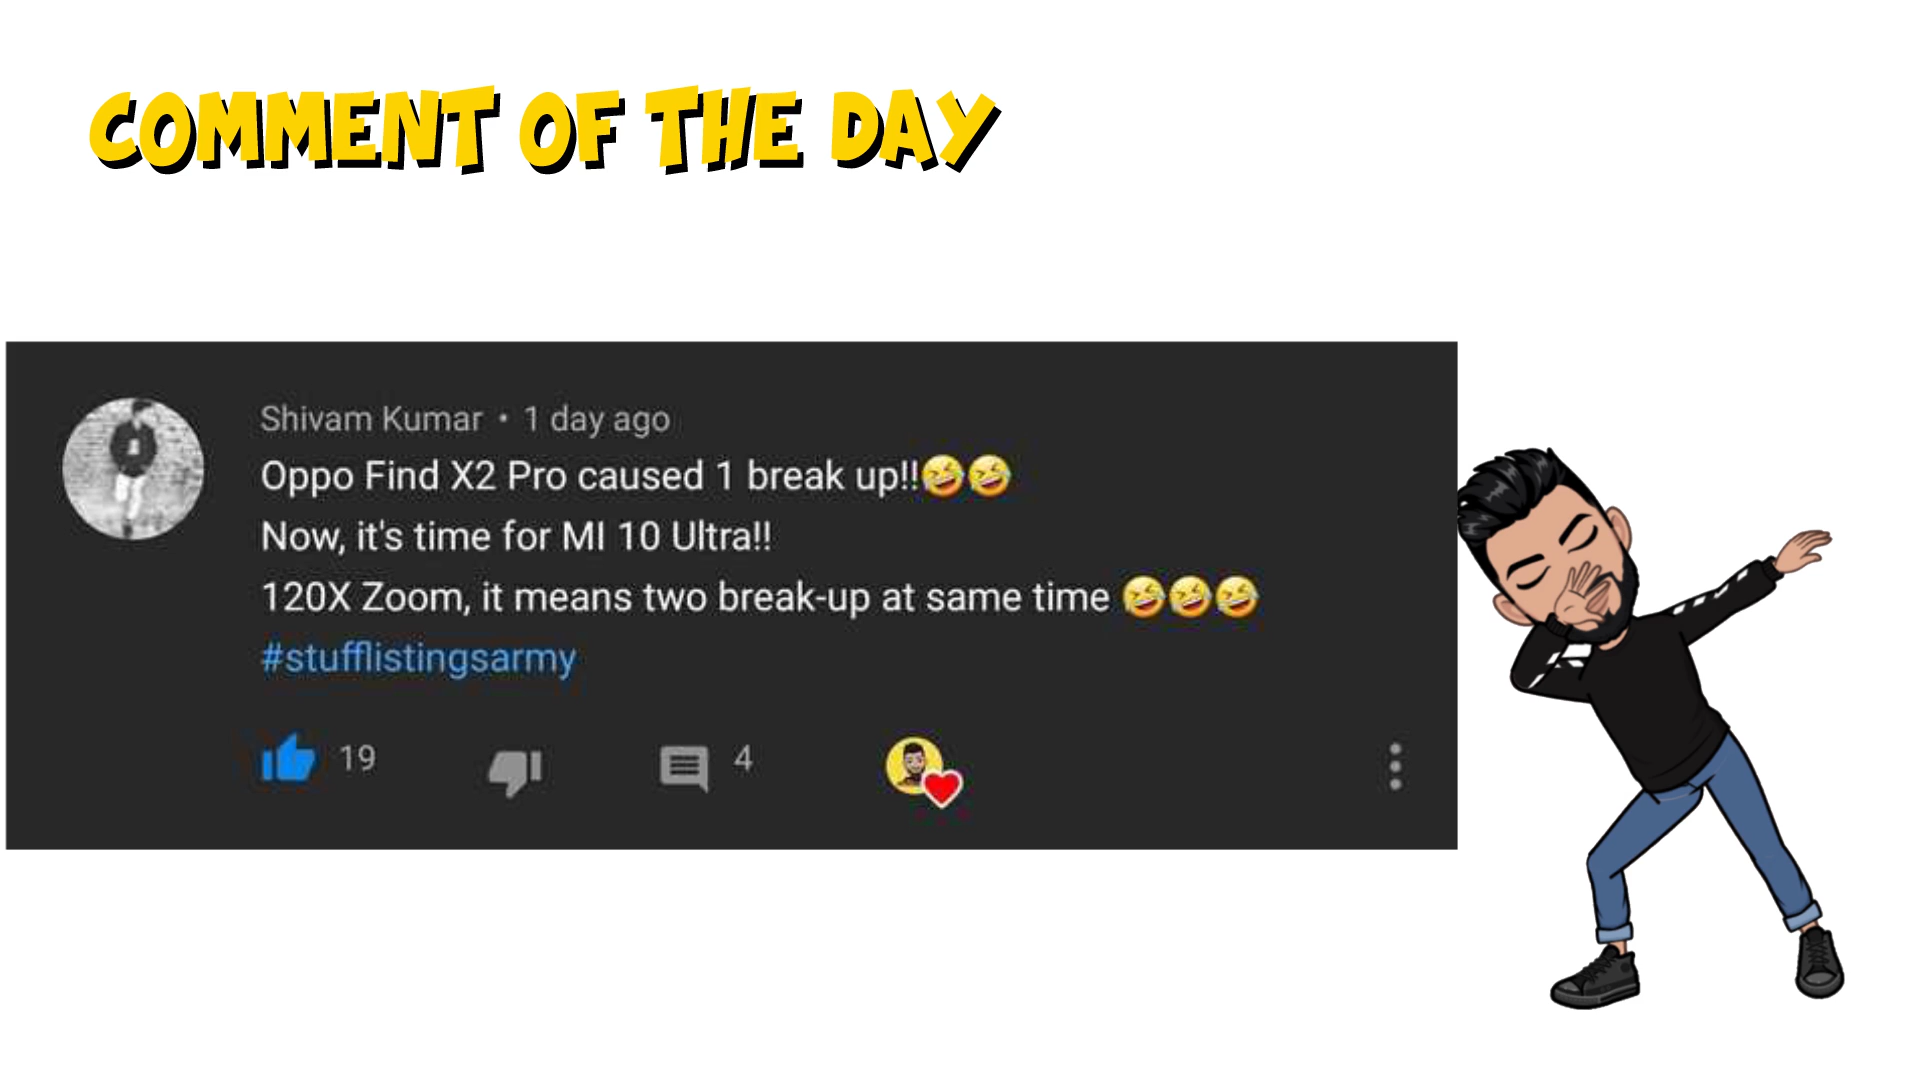 COMMENT OF THE DAY
Shivam Kumar • 1 day ago
Oppo Find X2 Pro caused 1 break up!!🤣🤣
Now, it's time for MI 10 Ultra!!
120X Zoom, it means two break-up at same time 🤣🤣🤣
#stufflistingsarmy
19 4